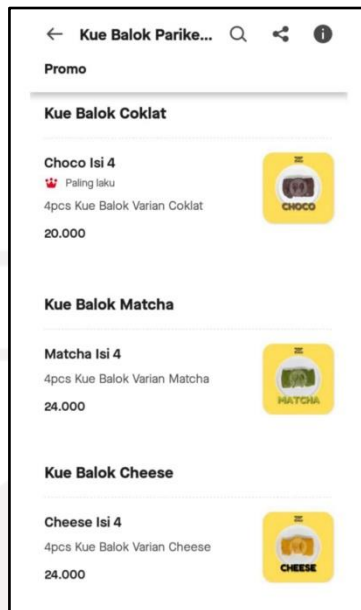 Kue Balok Parike...
Promo
Kue Balok Coklat
Choco Isi 4
Paling laku
4pcs Kue Balok Varian Coklat
20.000
CHOCO
Kue Balok Matcha
Matcha Isi 4
4pcs Kue Balok Varian Matcha
24.000
MATCHA
Kue Balok Cheese
Cheese Isi 4
4pcs Kue Balok Varian Cheese
24.000
CHEESE